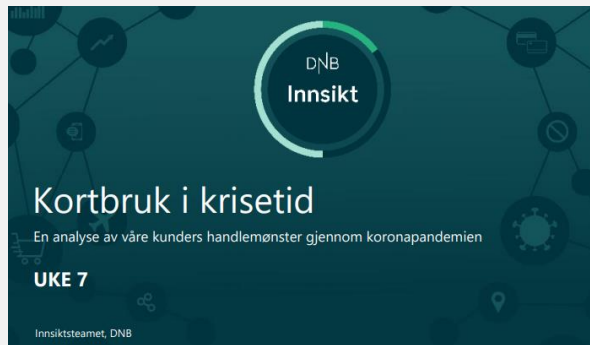 DNB
Innsikt
Kortbruk i krisetid
En analyse av våre kunders handlemønster gjennom koronapandemien
UKE 7
Innsiktsteamet, DNB